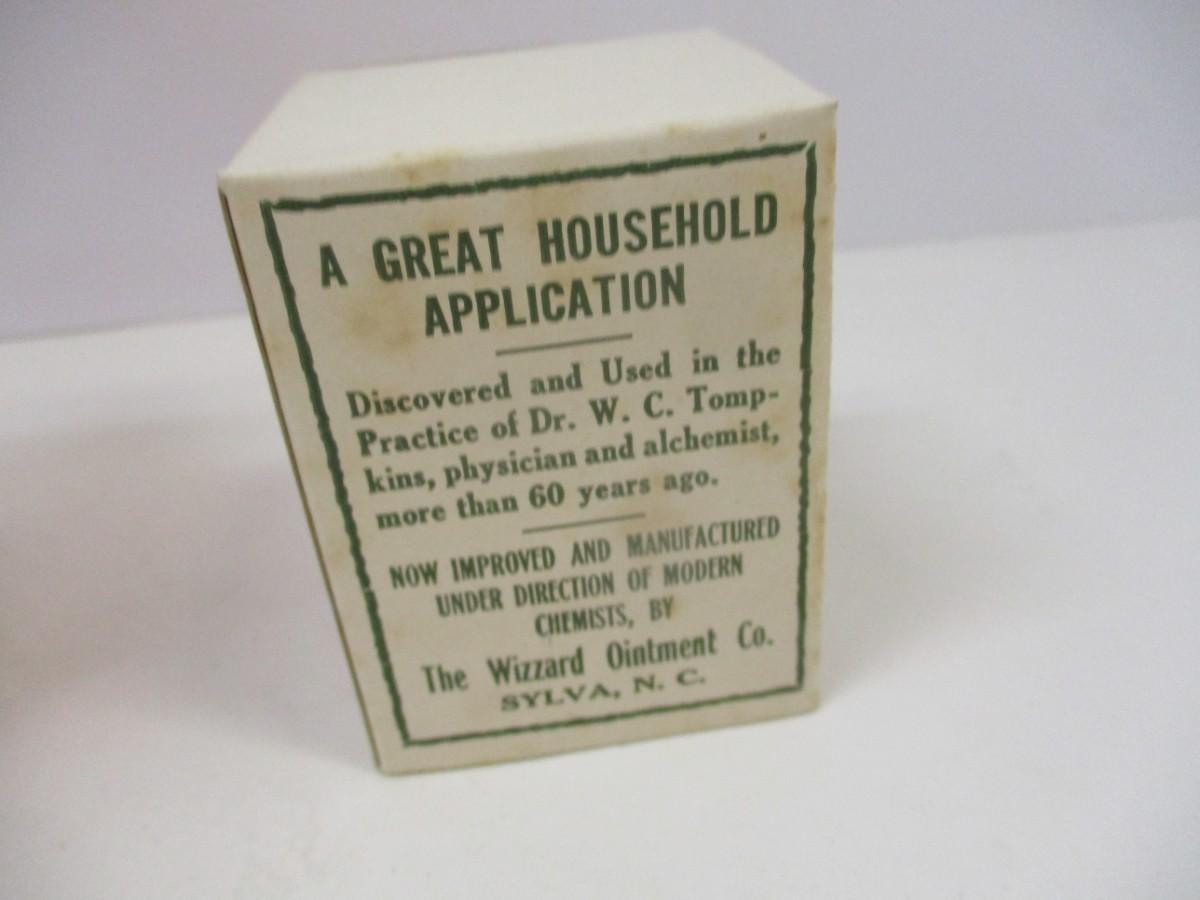 A GREAT HOUSEHOLD
APPLICATION
Discovered and Used in the
Practice of Dr. W. C. Tomp-
kins, physician and alchemist,
more than 60 years ago.
NOW IMPROVED AND MANUFACTURED
UNDER DIRECTION OF MODERN
CHEMISTS, BY
The Wizzard Ointment Co.
SYLVA, N. C.